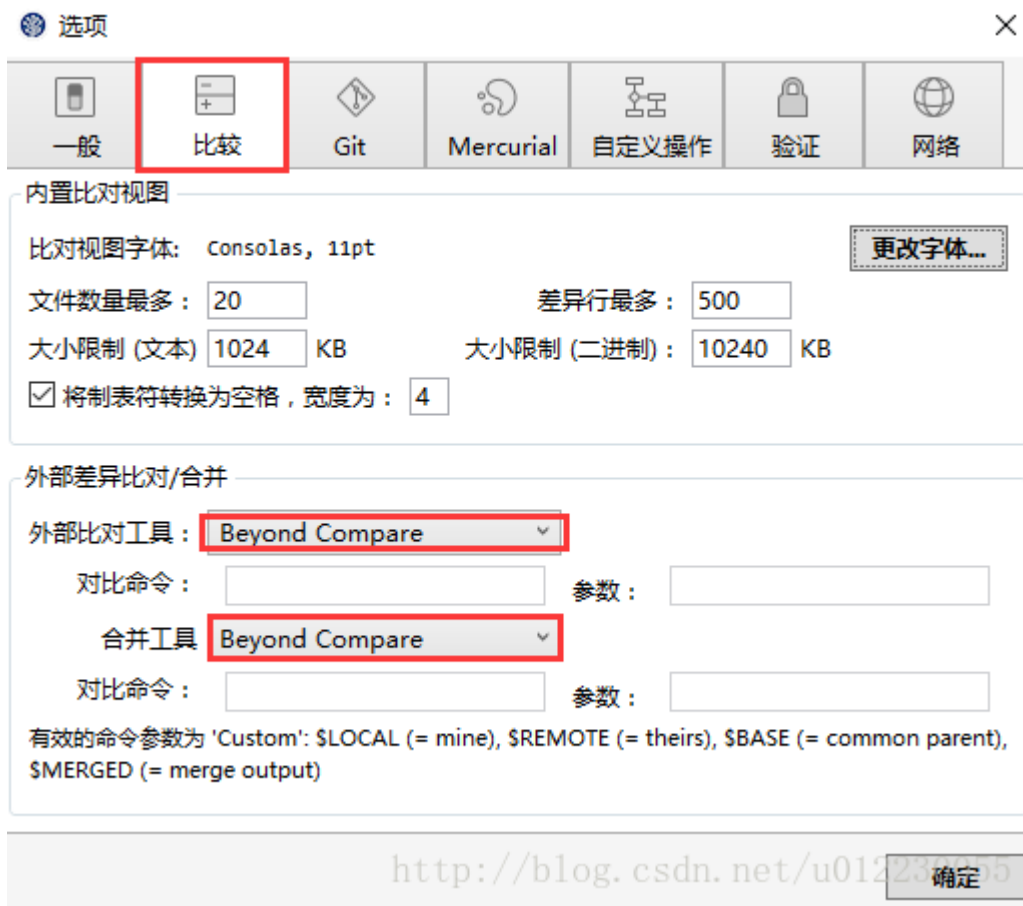 选项
一般 比较 Git Mercurial 自定义操作 验证 网络
内置比对视图
比对视图字体: Consolas, 11pt 更改字体...
文件数量最多： 20 差异行最多： 500
大小限制 (文本) 1024 KB 大小限制 (二进制)： 10240 KB
将制表符转换为空格，宽度为： 4
外部差异比对/合并
外部比对工具： Beyond Compare
对比命令： 参数：
合并工具 Beyond Compare
对比命令： 参数：
有效的命令参数为 'Custom': $LOCAL (= mine), $REMOTE (= theirs), $BASE (= common parent),
$MERGED (= merge output)
http://blog.csdn.net/u012230055
确定